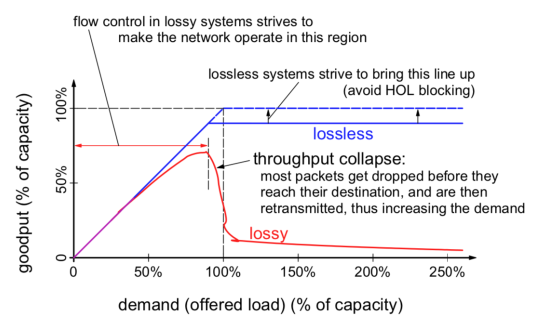 flow control in lossy systems strives to
make the network operate in this region
lossless systems strive to bring this line up
(avoid HOL blocking)
100%
lossless
throughput collapse:
most packets get dropped before they
reach their destination, and are then
retransmitted, thus increasing the demand
50%
lossy
0
goodput (% of capacity)
0 50% 100% 150% 200% 250%
demand (offered load) (% of capacity)